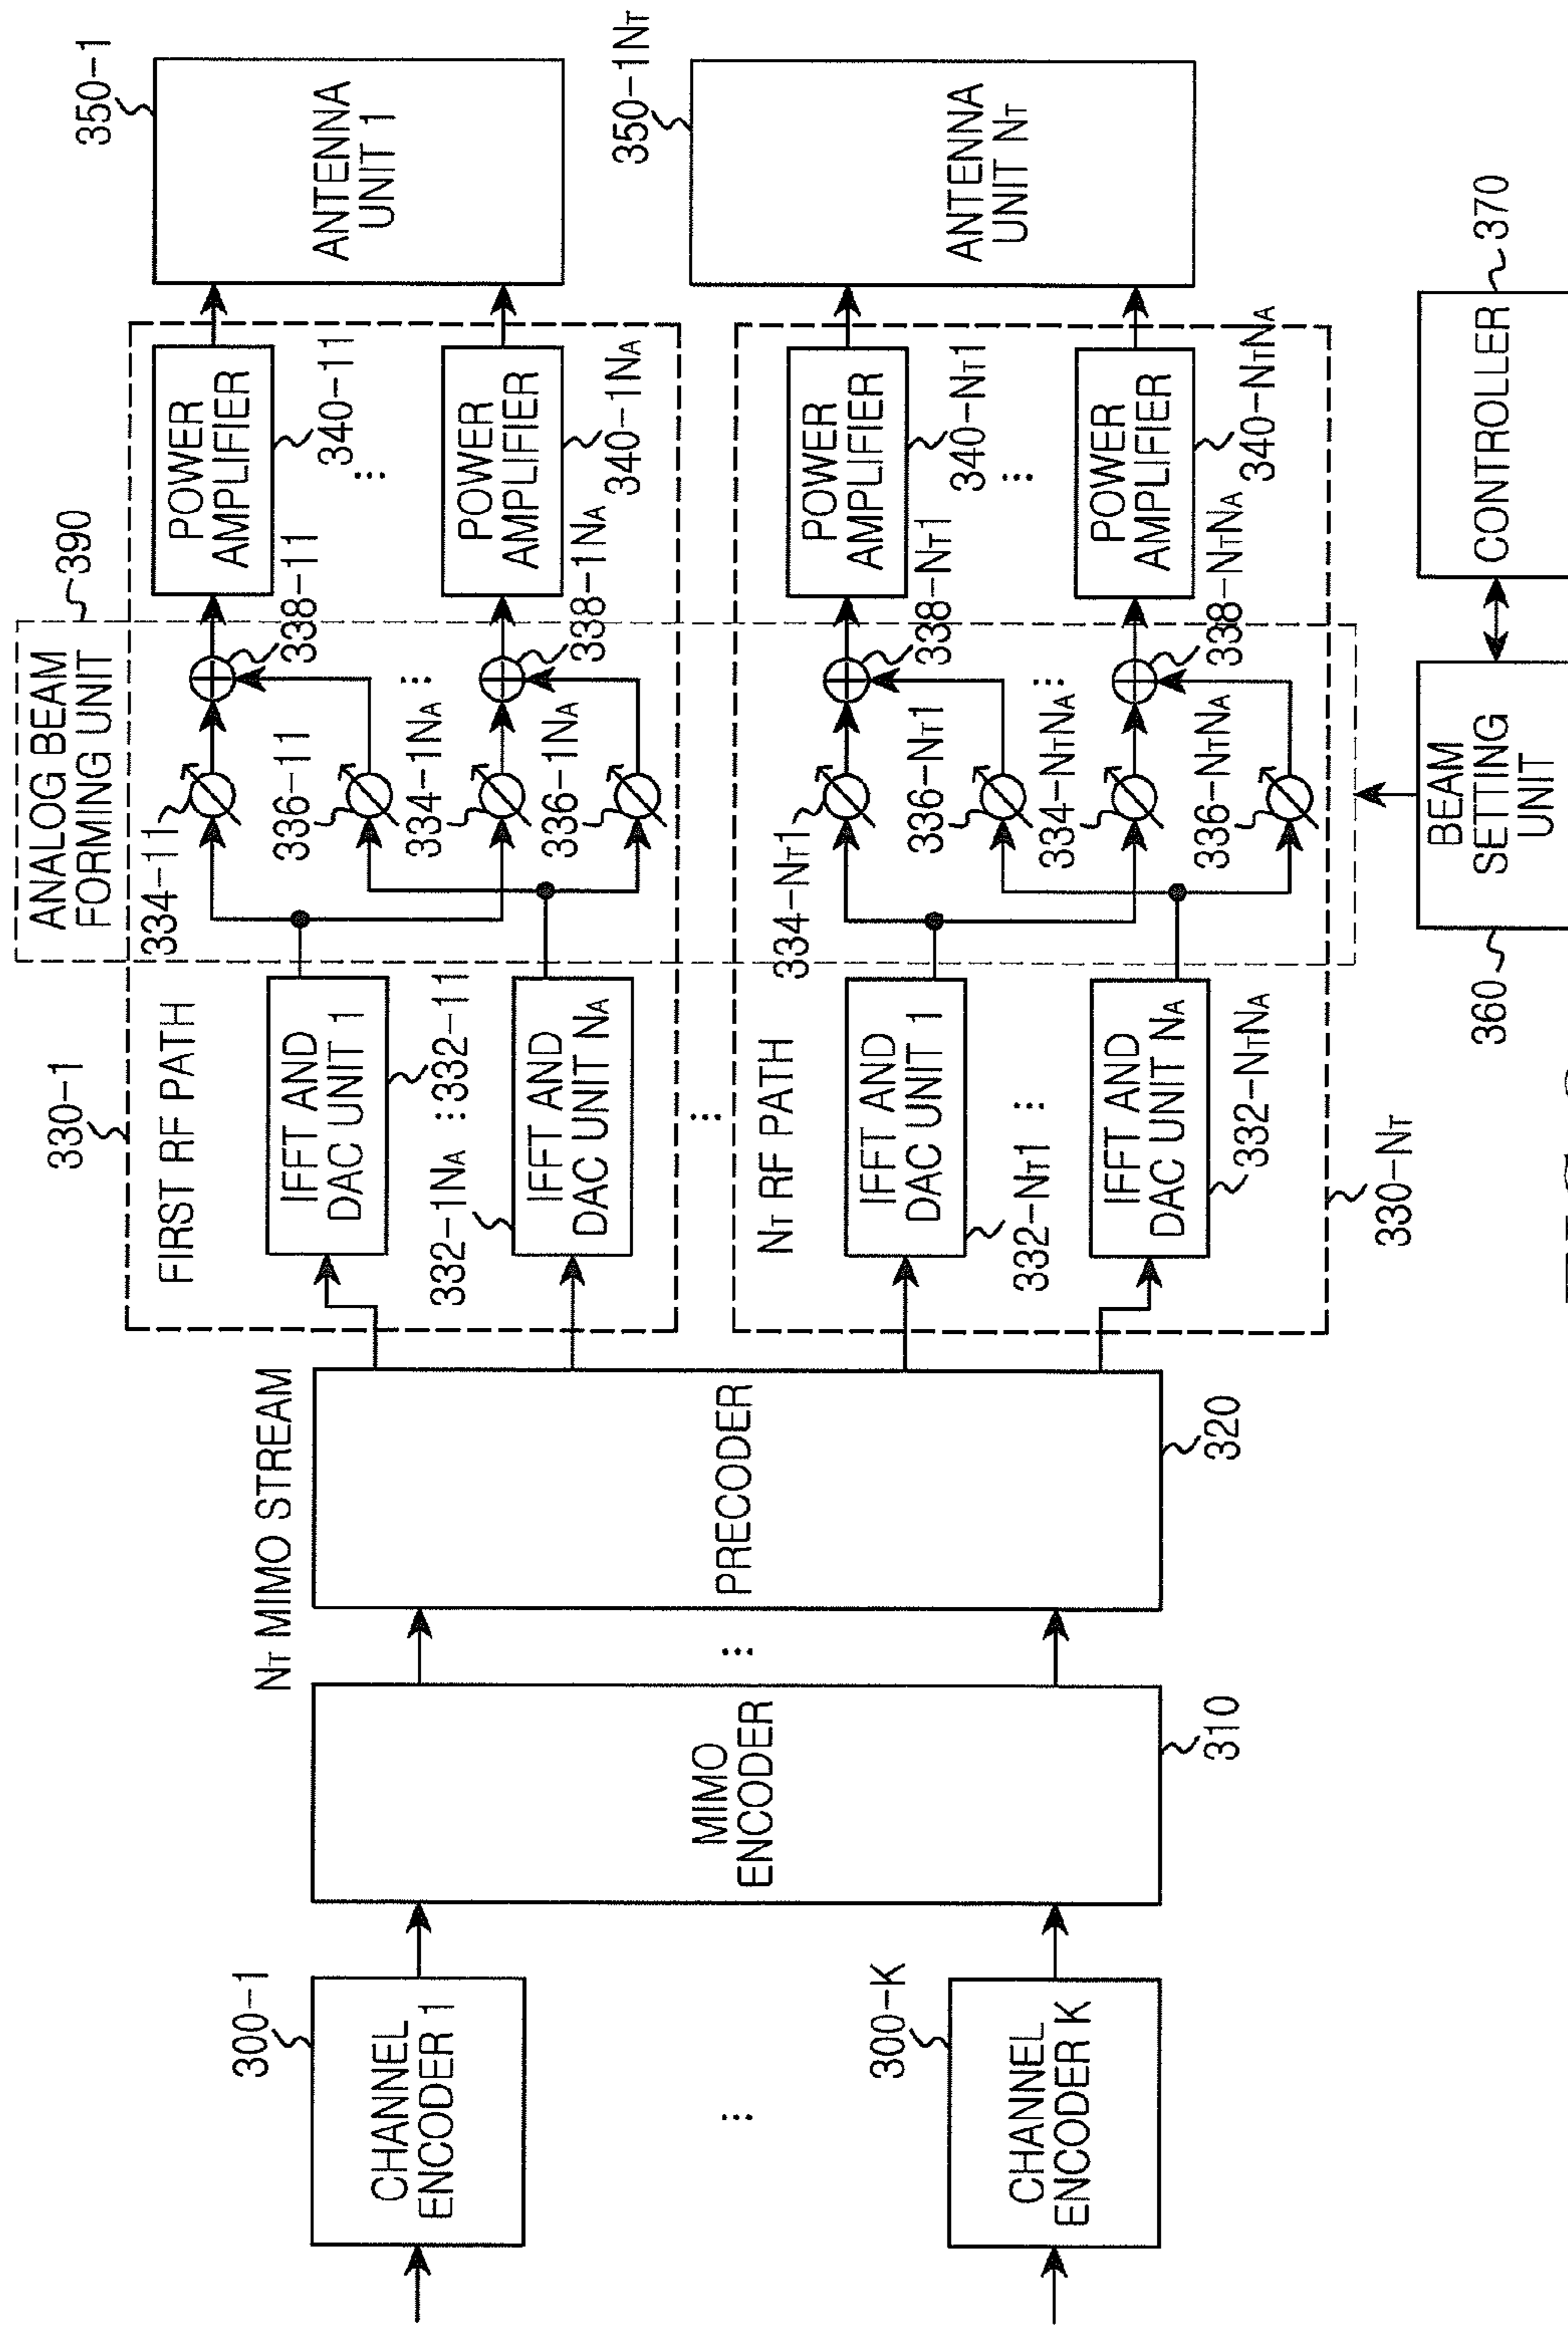 300-1
CHANNEL
ENCODER 1
...
300-K
CHANNEL
ENCODER K
MIMO
ENCODER
310
...
NT MIMO STREAM
PRECODER
320
330-1
FIRST RF PATH
IFFT AND
DAC UNIT 1
332-11
...
332-1NA
IFFT AND
DAC UNIT NA
...
NT RF PATH
IFFT AND
DAC UNIT 1
332-NT1
...
IFFT AND
DAC UNIT NA
332-NTNA
330-NT
ANALOG BEAM
FORMING UNIT
390
334-11
336-11
334-1NA
336-1NA
338-11
...
338-1NA
334-NT1
336-NT1
334-NTNA
336-NTNA
338-NT1
...
338-NTNA
POWER
AMPLIFIER
340-11
...
POWER
AMPLIFIER
340-1NA
POWER
AMPLIFIER
340-NT1
...
POWER
AMPLIFIER
340-NTNA
350-1
ANTENNA
UNIT 1
350-1NT
ANTENNA
UNIT NT
360
BEAM
SETTING
UNIT
CONTROLLER
370